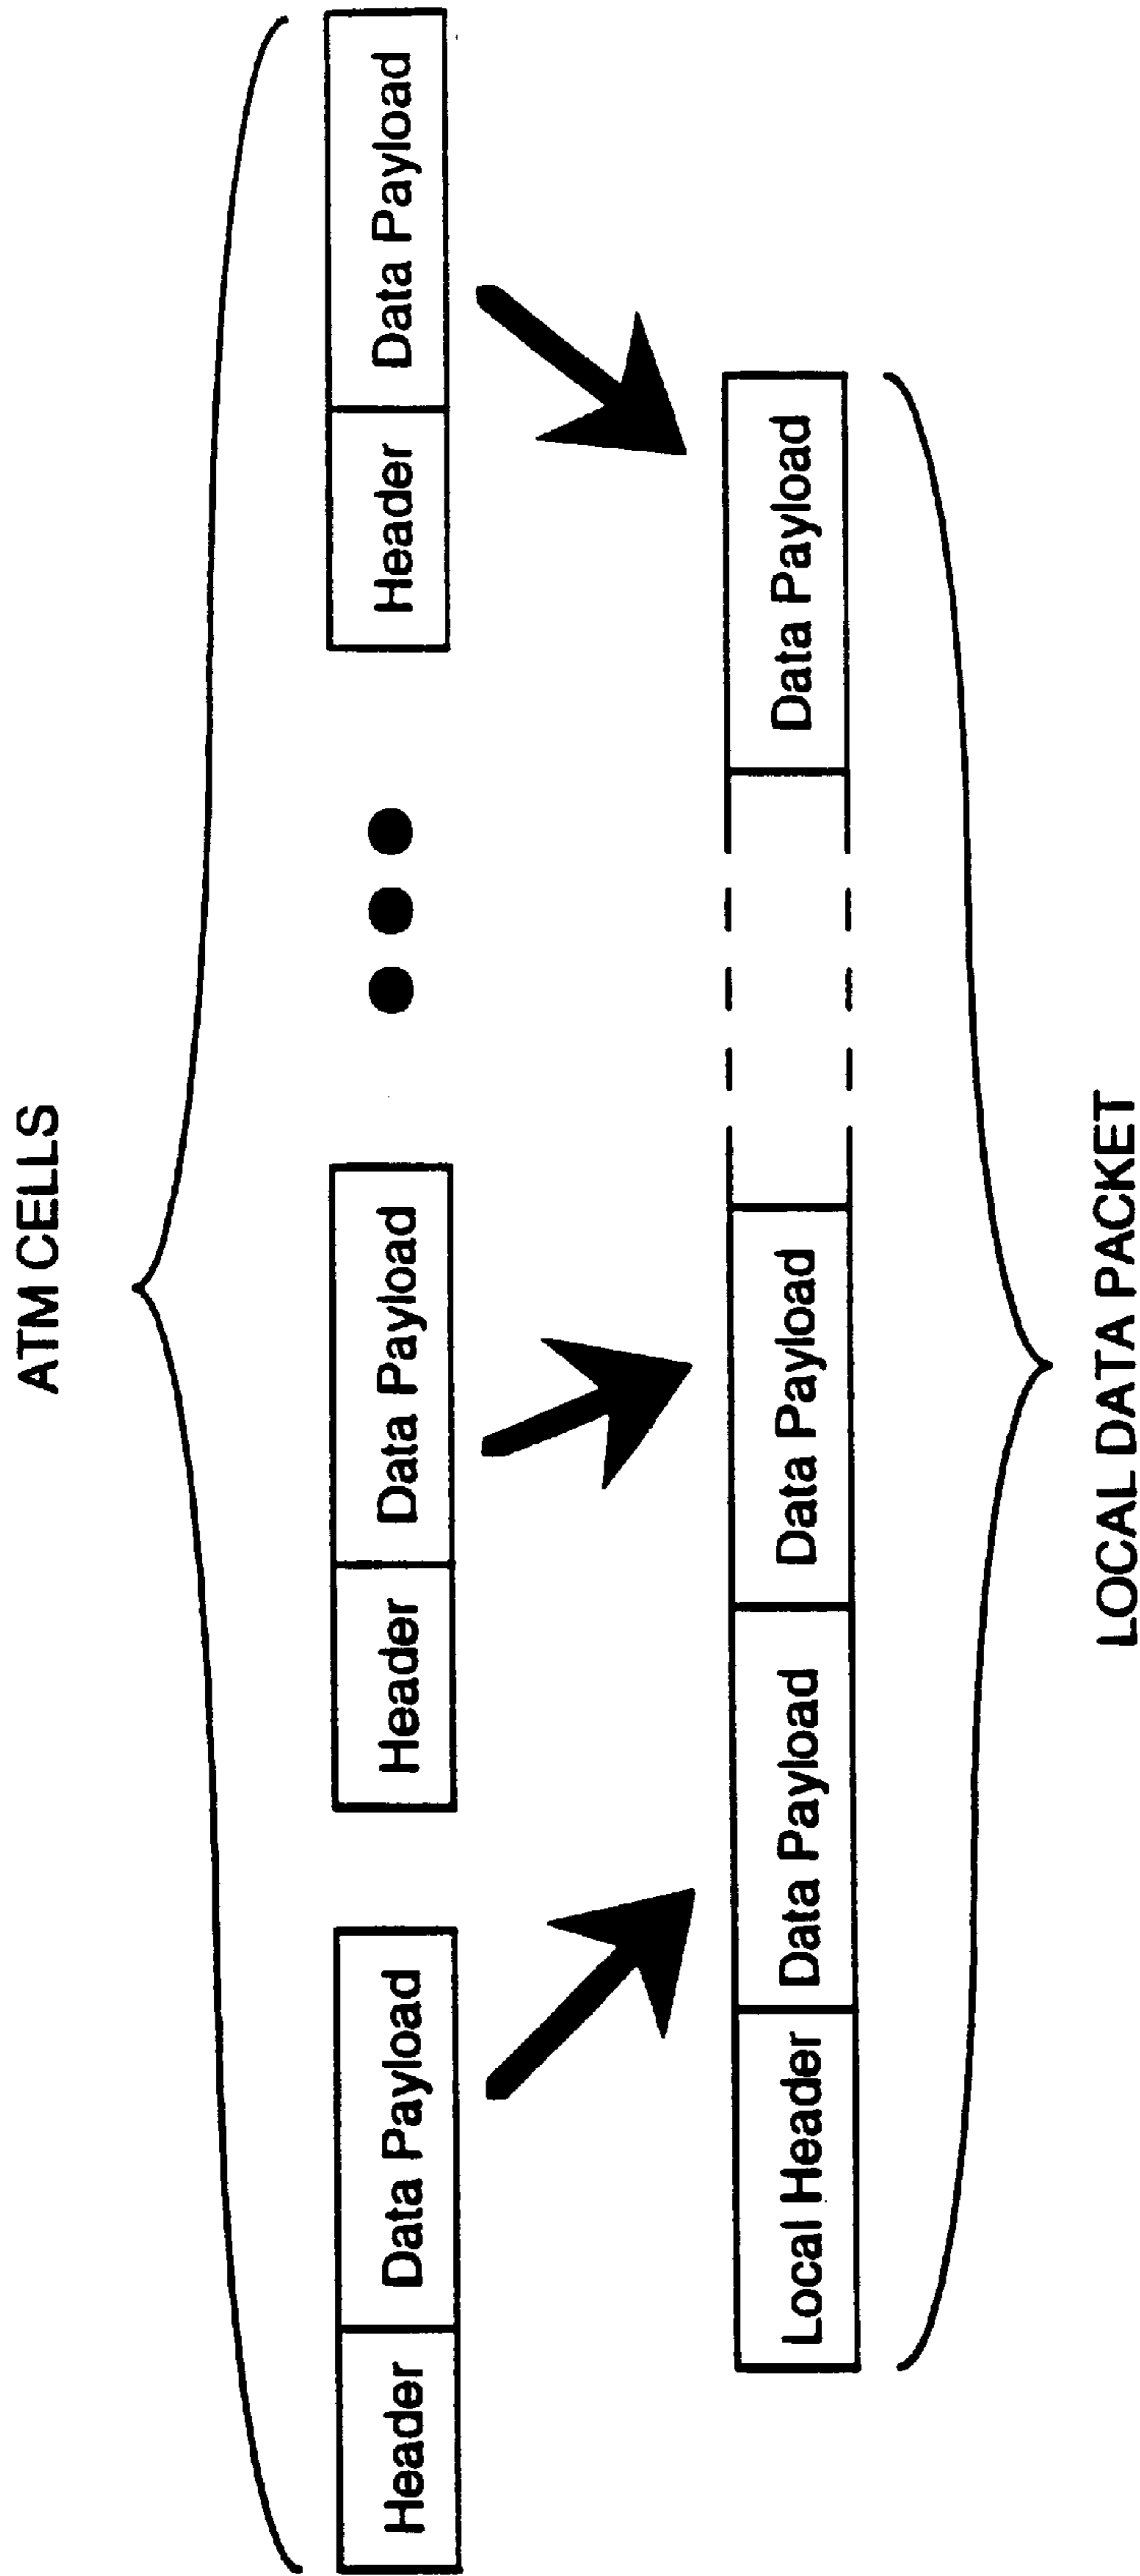 ATM CELLS
Header Data Payload Header Data Payload Header Data Payload
Local Header Data Payload Data Payload Data Payload
LOCAL DATA PACKET